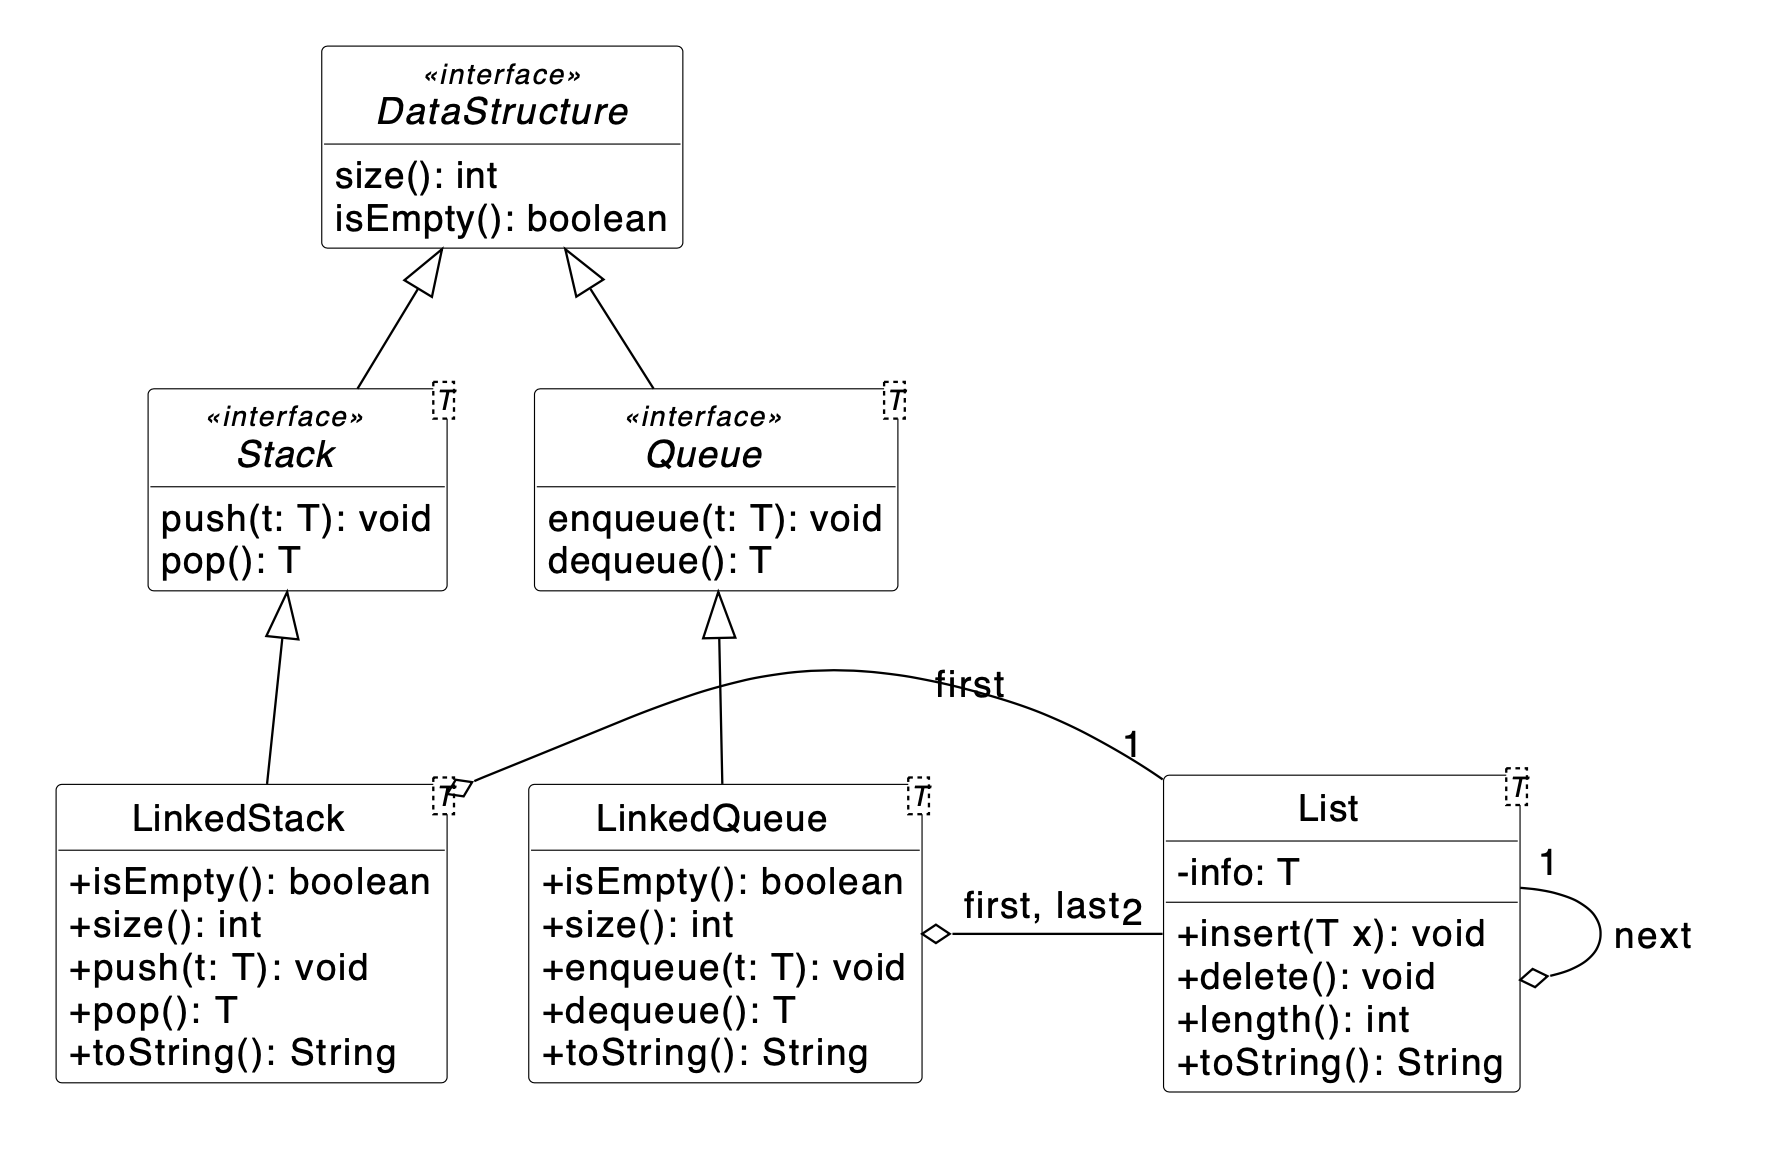 «interface»
DataStructure
size(): int
isEmpty(): boolean
T
«interface»
Stack
push(t: T): void
pop(): T
T
«interface»
Queue
enqueue(t: T): void
dequeue(): T
first
1
T
LinkedStack
+isEmpty(): boolean
+size(): int
+push(t: T): void
+pop(): T
+toString(): String
T
LinkedQueue
+isEmpty(): boolean
+size(): int
+enqueue(t: T): void
+dequeue(): T
+toString(): String
first, last
2
T
List
-info: T
+insert(T x): void
+delete(): void
+length(): int
+toString(): String
1
next